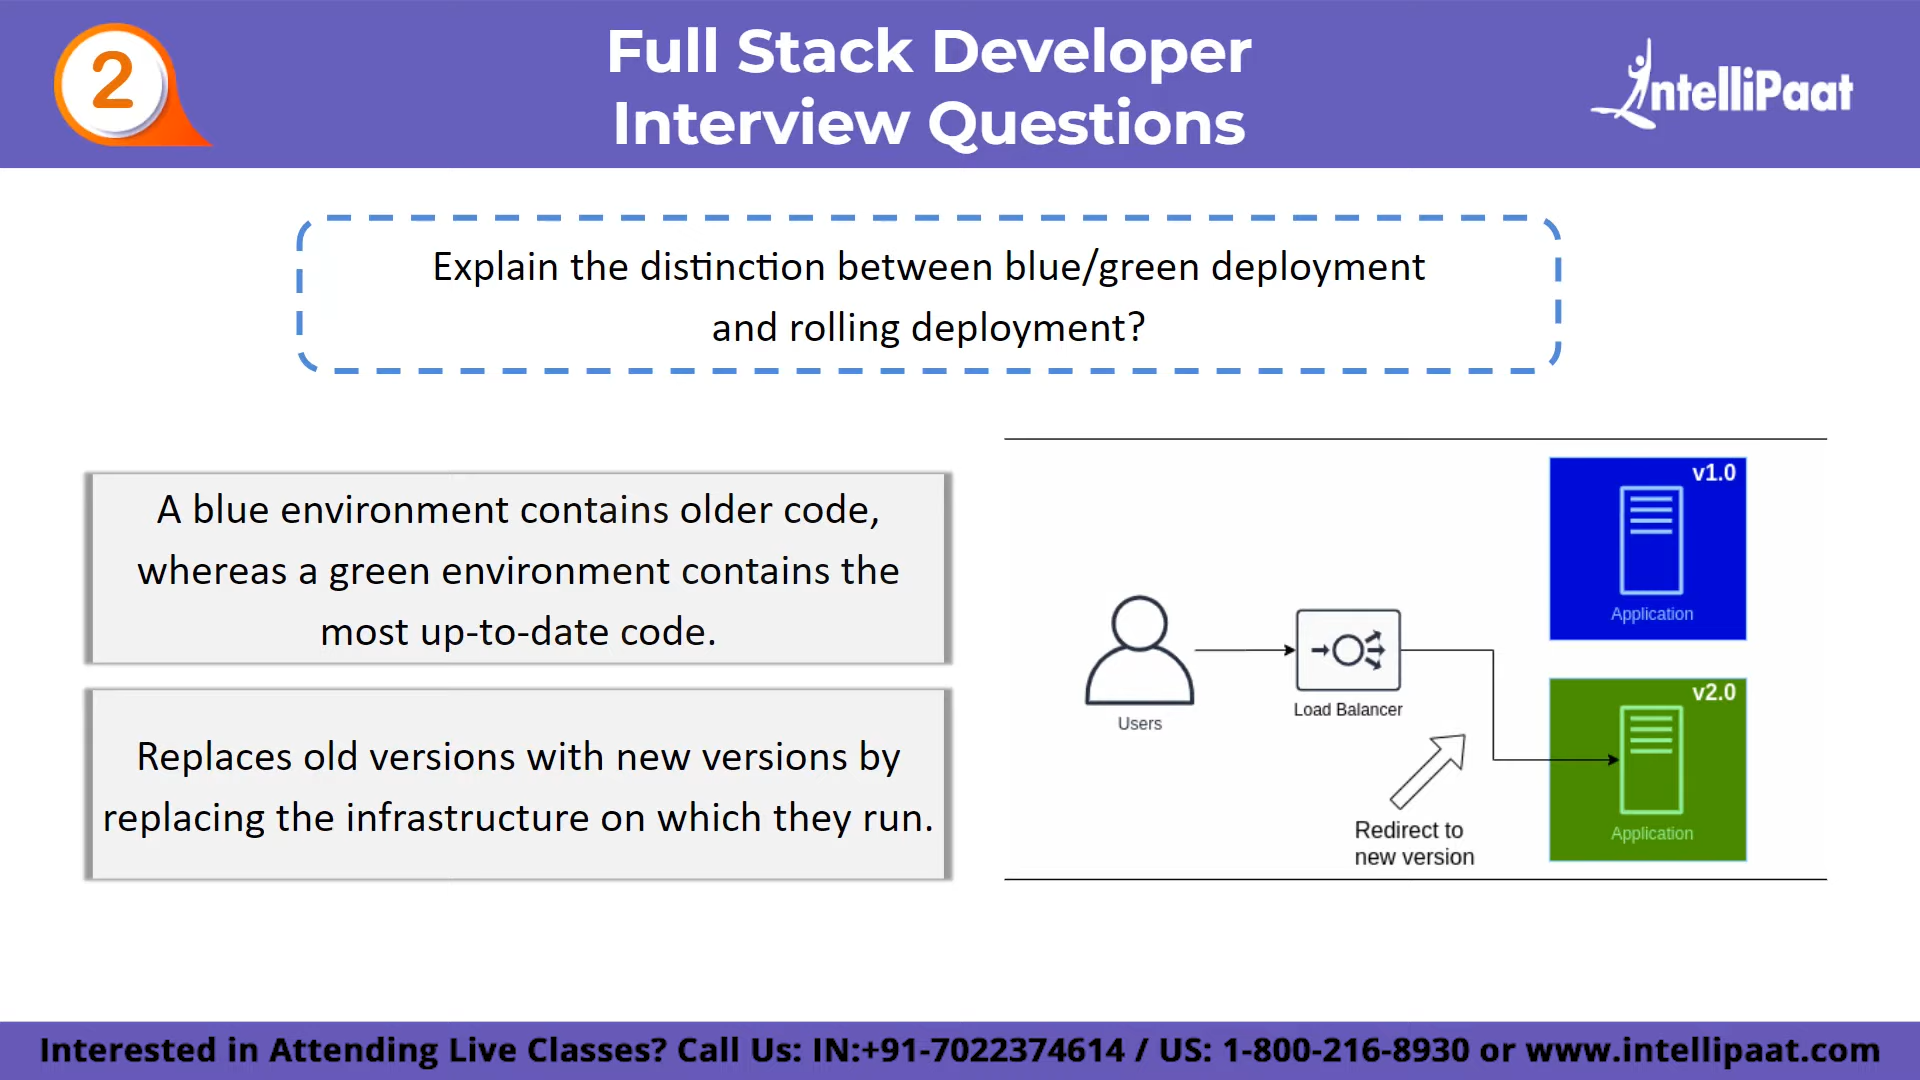 2
Full Stack Developer
Interview Questions
IntelliPaat
Explain the distinction between blue/green deployment
and rolling deployment?
A blue environment contains older code,
whereas a green environment contains the
most up-to-date code.
Replaces old versions with new versions by
replacing the infrastructure on which they run.
v1.0
Application
Users
Load Balancer
v2.0
Application
Redirect to
new version
Interested in Attending Live Classes? Call Us: IN:+91-7022374614 / US: 1-800-216-8930 or www.intellipaat.com